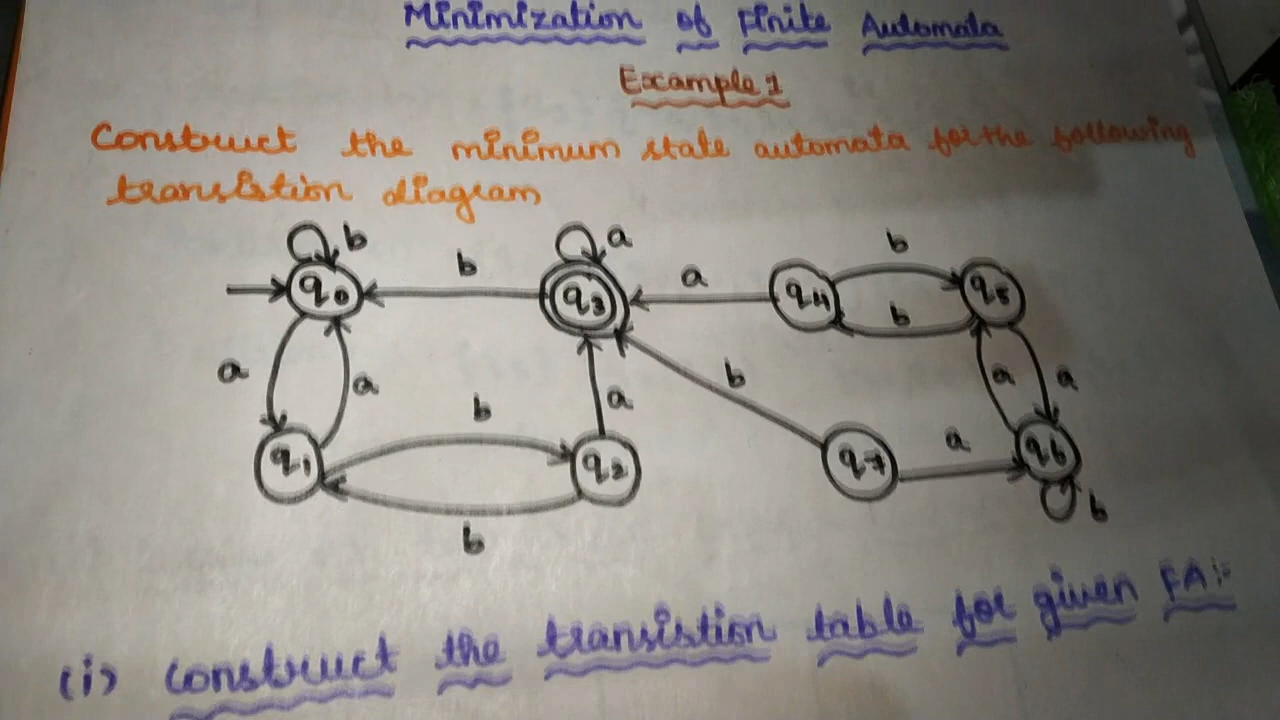 Minimization of Finite Automata
Example 1
Construct the minimum state automata for the following
transistion diagram
b a b
q0 b q3 a q4 b q5
a a b a b a a
q1 b q2 q7 a q6
b b
(i) construct the transistion table for given FA:-